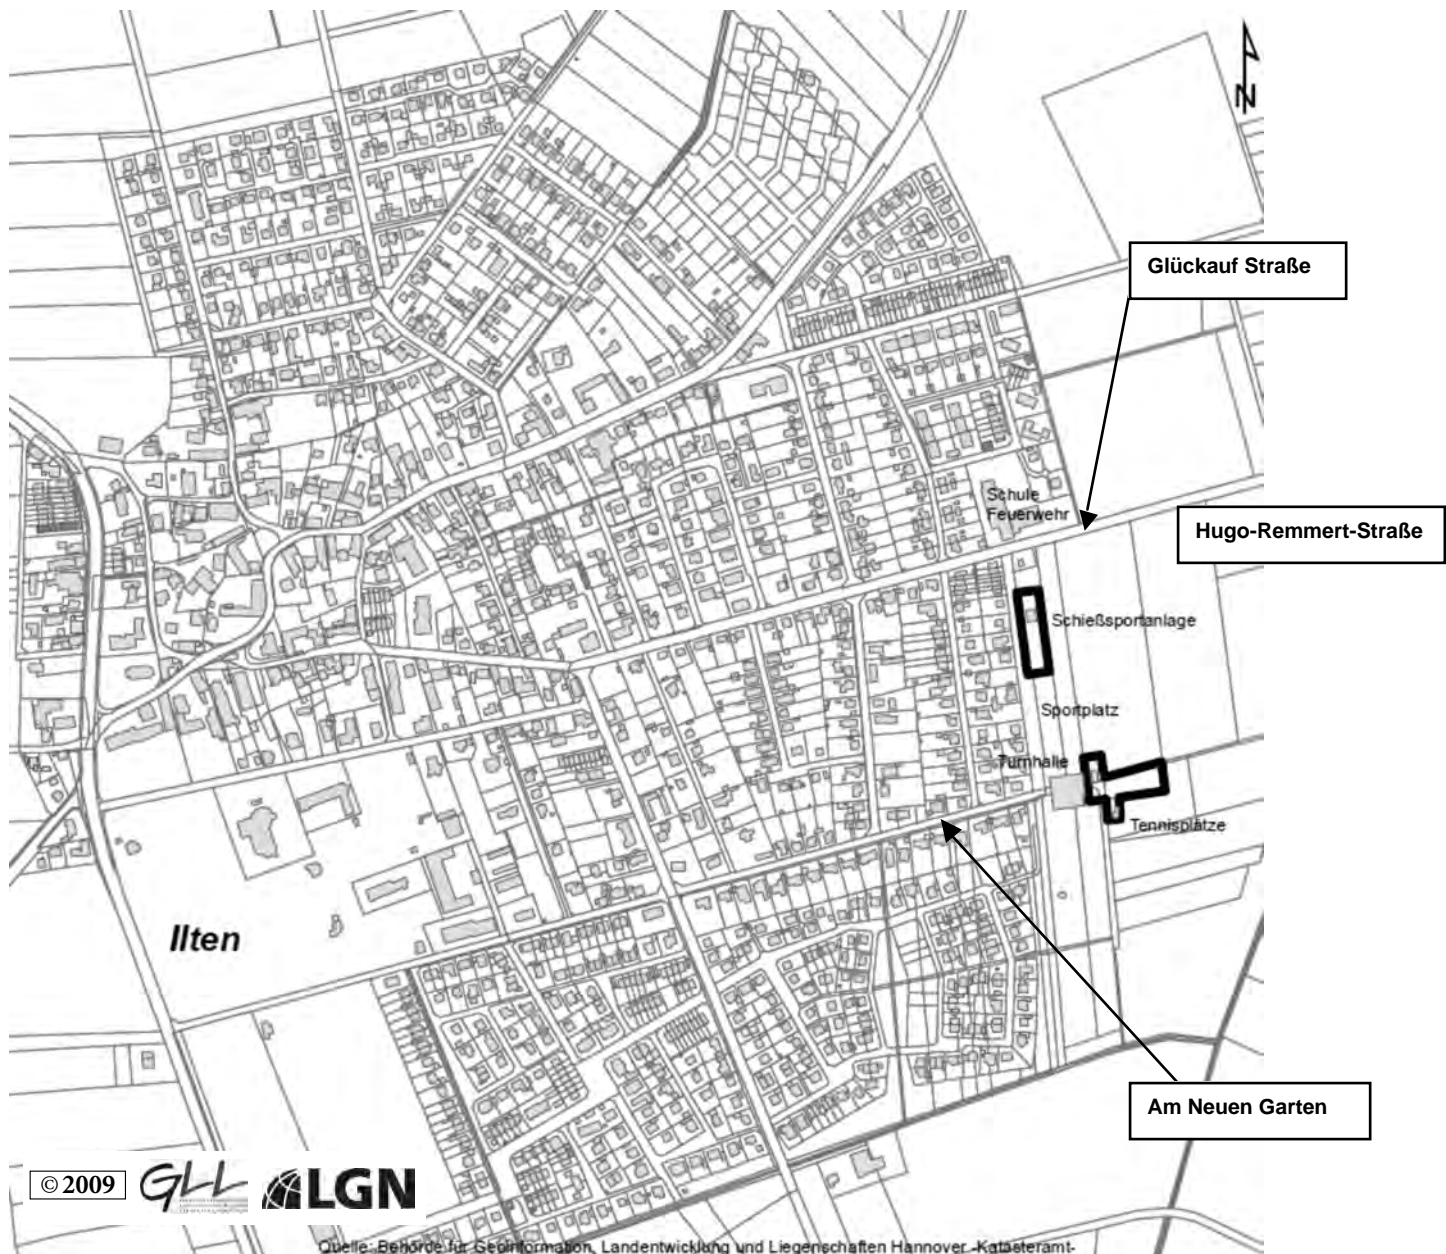 N
Glückauf Straße
Schule
Feuerwehr
Hugo-Remmert-Straße
Schießsportanlage
Sportplatz
Turnhalle
Tennisplätze
Ilten
Am Neuen Garten
© 2009
GLL
LGN
Quelle: Behörde für Geoinformation, Landentwicklung und Liegenschaften Hannover -Katasteramt-